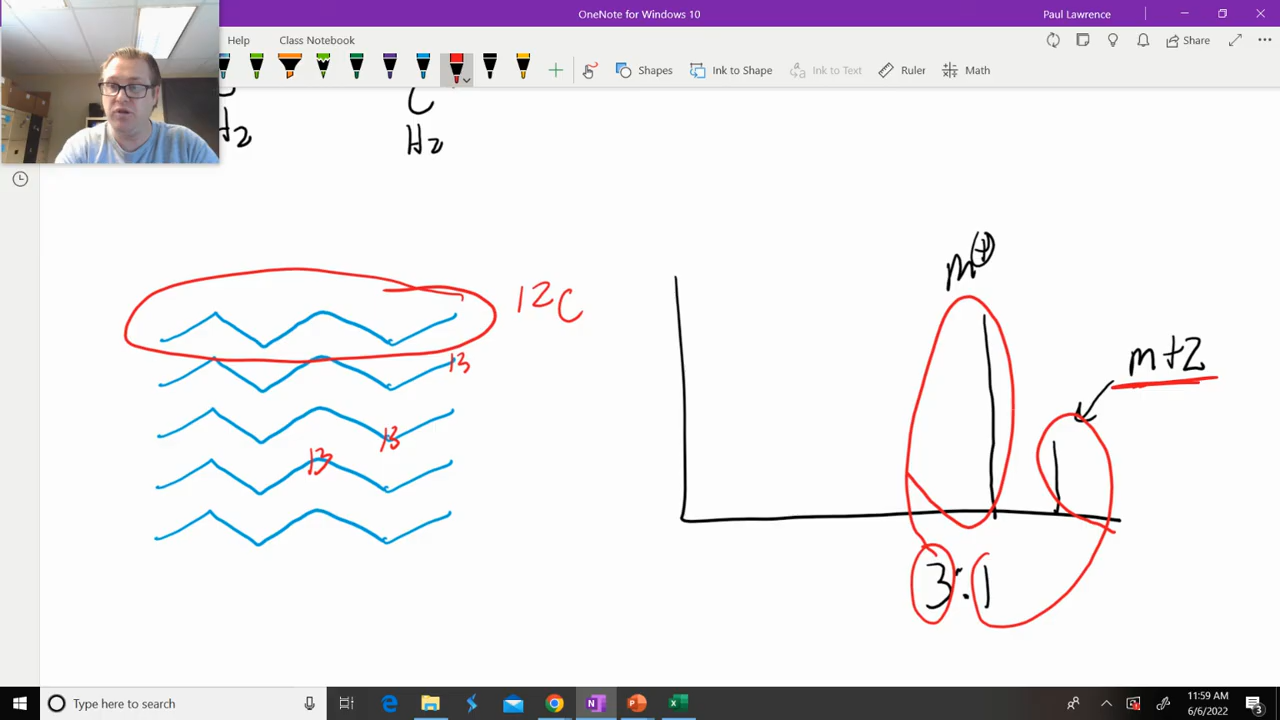 OneNote for Windows 10
Paul Lawrence
Help
Class Notebook
Shapes
Ink to Shape
Ink to Text
Ruler
Math
Share
C
H2
C
H2
12C
13
13
13
m+
m+2
3:1
Type here to search
11:59 AM
6/6/2022
3